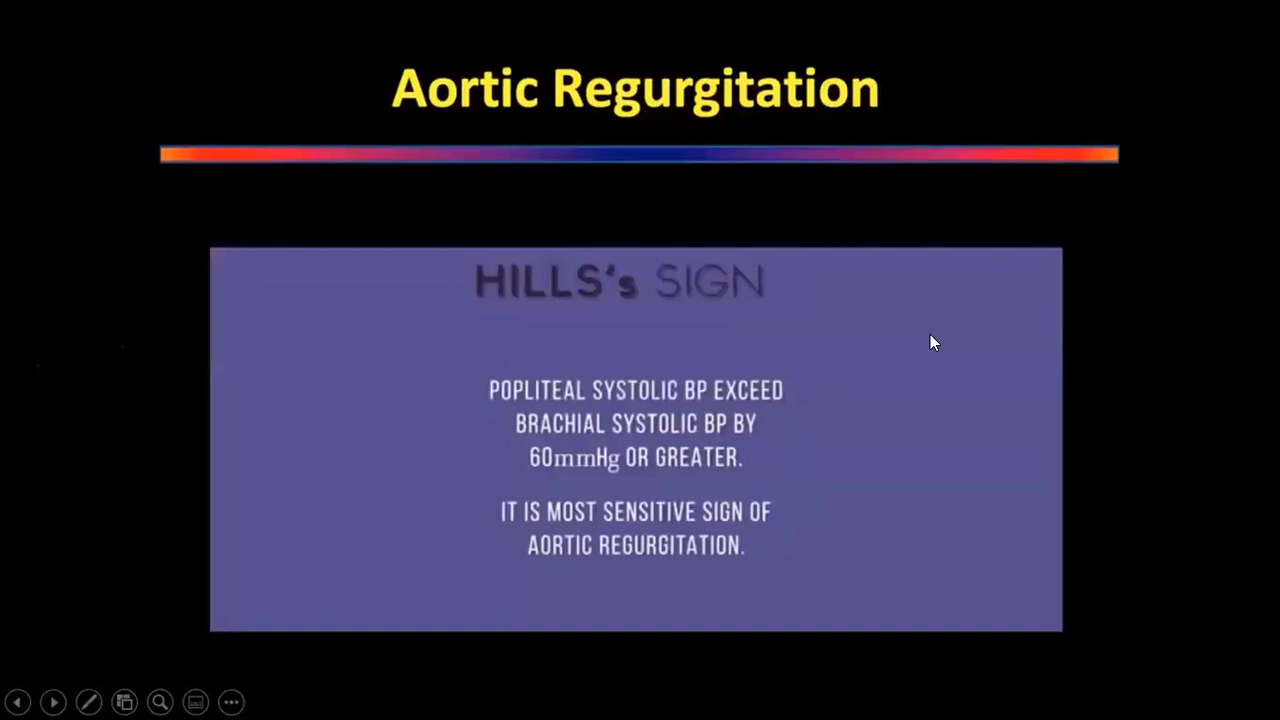 Aortic Regurgitation
HILLS's SIGN
POPLITEAL SYSTOLIC BP EXCEED
BRACHIAL SYSTOLIC BP BY
60mmHg OR GREATER.
IT IS MOST SENSITIVE SIGN OF
AORTIC REGURGITATION.